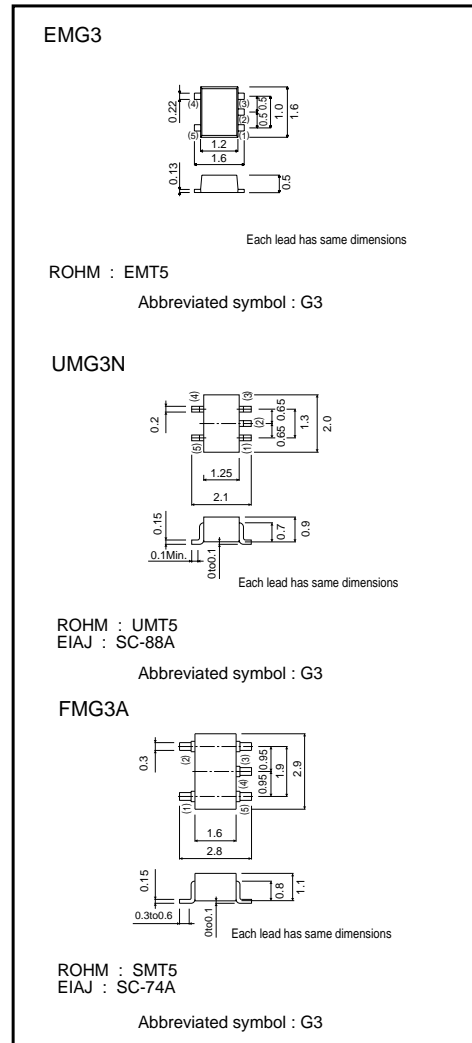 EMG3
0.22
(4)
(3)
(2)
(5)
(1)
0.5 0.5
1.0
1.6
1.2
1.6
0.13
0.5
Each lead has same dimensions
ROHM : EMT5
Abbreviated symbol : G3
UMG3N
(4)
(3)
0.2
(2)
(5)
(1)
0.65 0.65
1.3
2.0
1.25
2.1
0.15
0.1Min.
0to0.1
0.7
0.9
Each lead has same dimensions
ROHM : UMT5
EIAJ : SC-88A
Abbreviated symbol : G3
FMG3A
0.3
(2)
(3)
(4)
(1)
(5)
0.95 0.95
1.9
2.9
1.6
2.8
0.15
0.3to0.6
0to0.1
0.8
1.1
Each lead has same dimensions
ROHM : SMT5
EIAJ : SC-74A
Abbreviated symbol : G3